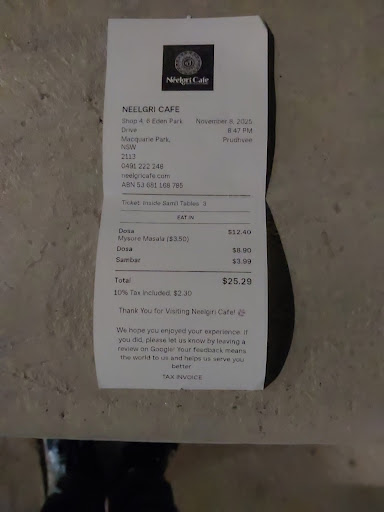 Neelgri Cafe
NEELGRI CAFE
Shop 4, 6 Eden Park November 8, 2025
Drive 8:47 PM
Macquarie Park, Prudhven
NSW
2113
0491 222 248
neelgricafe.com
ABN 53 681 168 785
Ticket: Inside 8am| Tables 3
EAT IN
Dosa $12.40
Mysore Masala ($3.50)
Dosa $8.90
Sambar $3.99
Total $25.29
10% Tax included, $2.30
Thank You for Visiting Neelgiri Cafe!
We hope you enjoyed your experience. If
you did, please let us know by leaving a
review on Google! Your feedback means
the world to us and helps us serve you
better.
TAX INVOICE